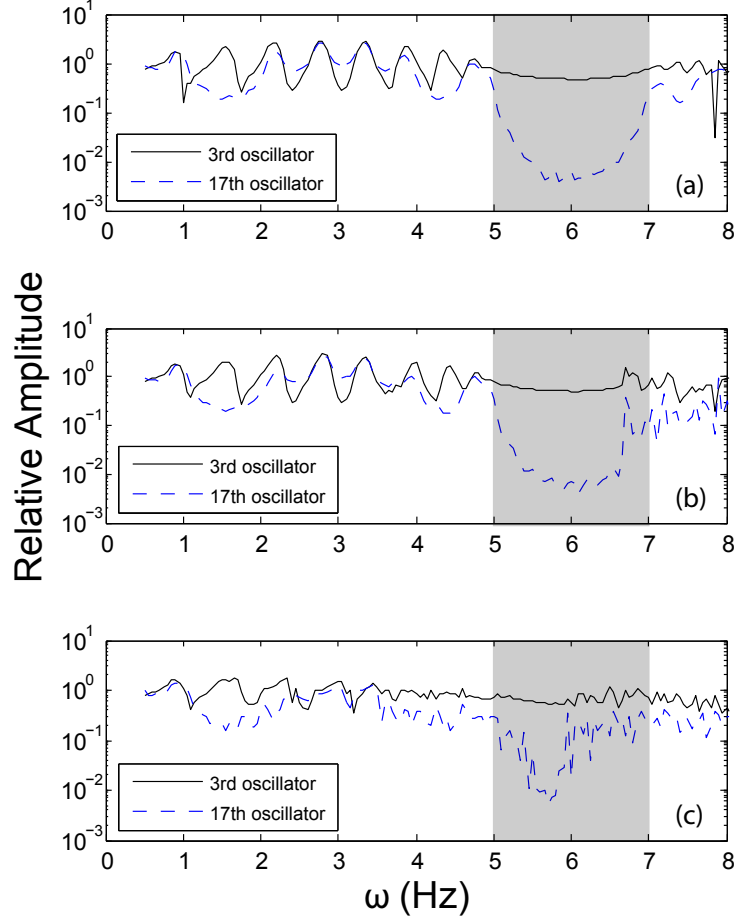 Relative Amplitude
10^1
10^0
10^-1
10^-2
10^-3
3rd oscillator
17th oscillator
(a)
0 1 2 3 4 5 6 7 8
10^1
10^0
10^-1
10^-2
10^-3
3rd oscillator
17th oscillator
(b)
0 1 2 3 4 5 6 7 8
10^1
10^0
10^-1
10^-2
10^-3
3rd oscillator
17th oscillator
(c)
0 1 2 3 4 5 6 7 8
ω (Hz)